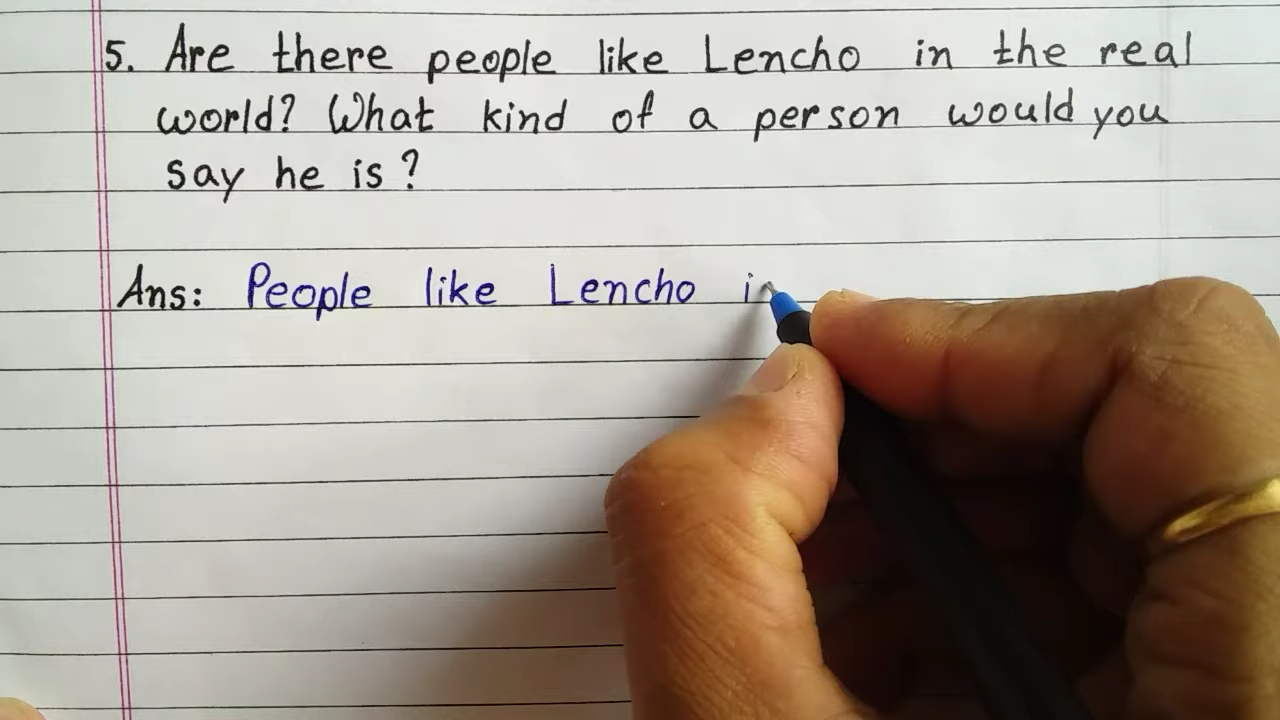 5. Are there people like Lencho in the real
world? What kind of a person would you
say he is?
Ans: People like Lencho i